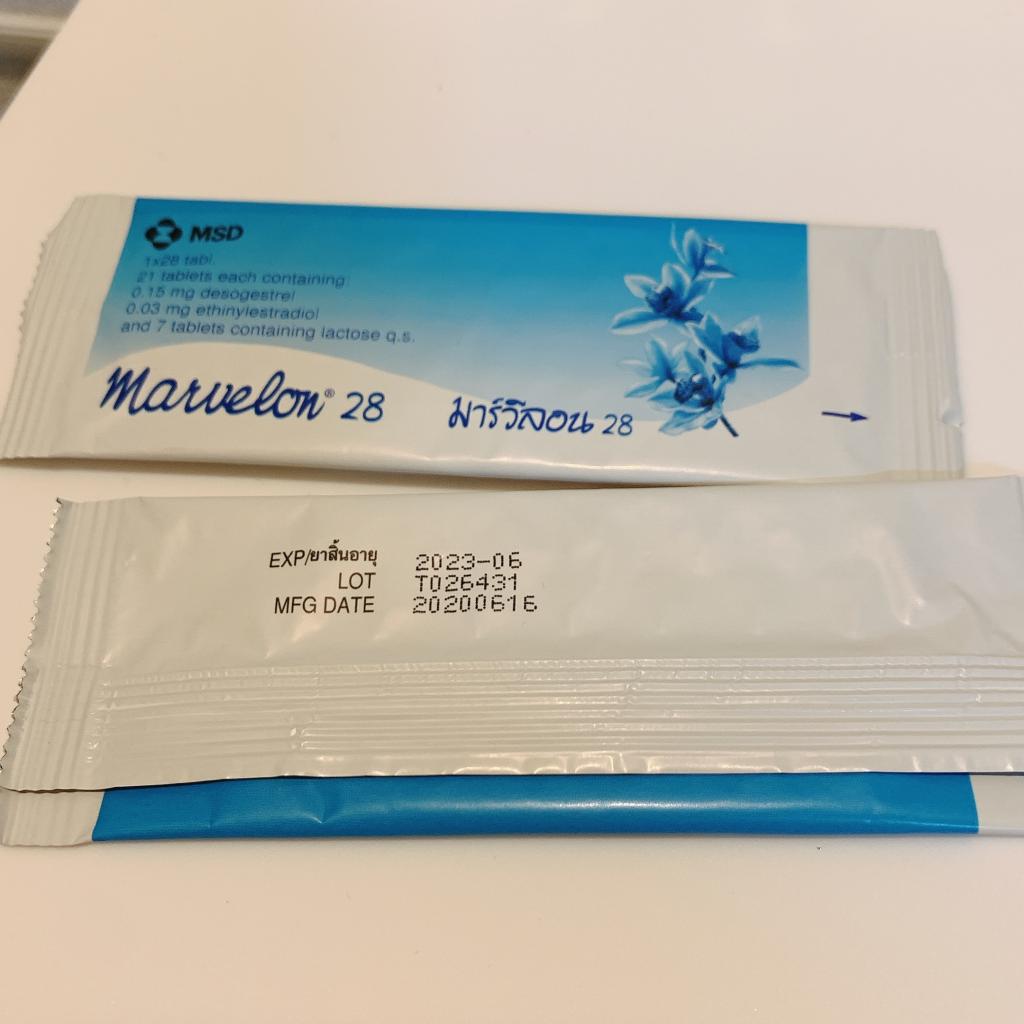 MSD
1x28 tabl.
21 tablets each containing:
0.15 mg desogestrel
0.03 mg ethinylestradiol
and 7 tablets containing lactose q.s.
Marvelon® 28
มาร์วีลอน 28
EXP/ยาสิ้นอายุ 2023-06
LOT T026431
MFG DATE 20200616